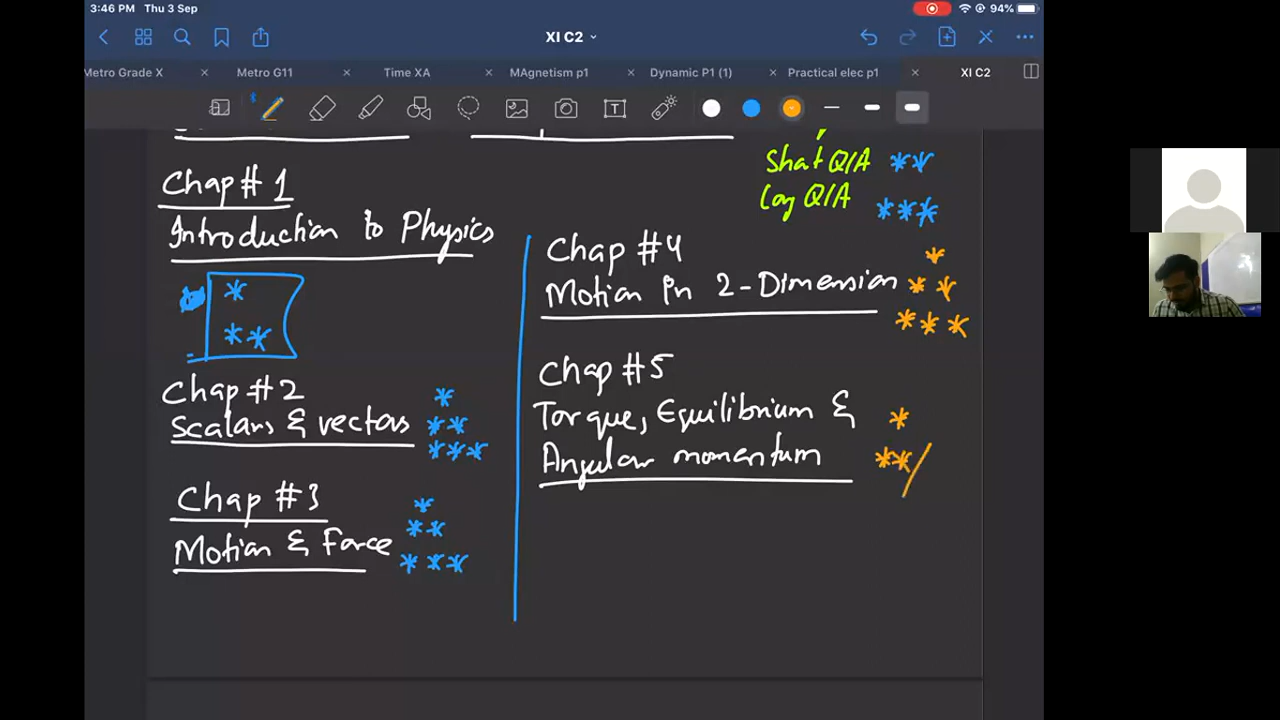 3:46 PM Thu 3 Sep
94%
XI C2
Metro Grade X
Metro G11
Time XA
MAgnetism p1
Dynamic P1 (1)
Practical elec p1
XI C2
T
Chap # 1
Introduction to Physics
*
**
Chap # 2
Scalars & vectors
*
**
***
Chap # 3
Motion & Force
*
**
***
Shot Q/A **
Log Q/A ***
Chap #4
Motion in 2-Dimension
*
**
***
Chap #5
Torque, Equilibrium & *
Angular momentum **/